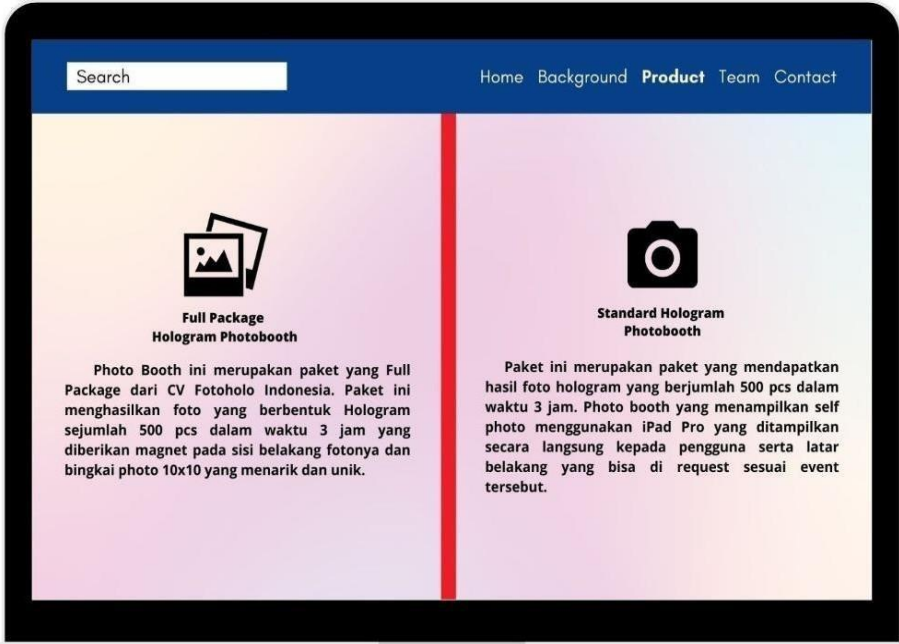 Search
Home Background Product Team Contact
Full Package
Hologram Photobooth
Photo Booth ini merupakan paket yang Full
Package dari CV Fotoholo Indonesia. Paket ini
menghasilkan foto yang berbentuk Hologram
sejumlah 500 pcs dalam waktu 3 jam yang
diberikan magnet pada sisi belakang fotonya dan
bingkai photo 10x10 yang menarik dan unik.
Standard Hologram
Photobooth
Paket ini merupakan paket yang mendapatkan
hasil foto hologram yang berjumlah 500 pcs dalam
waktu 3 jam. Photo booth yang menampilkan self
photo menggunakan iPad Pro yang ditampilkan
secara langsung kepada pengguna serta latar
belakang yang bisa di request sesuai event
tersebut.